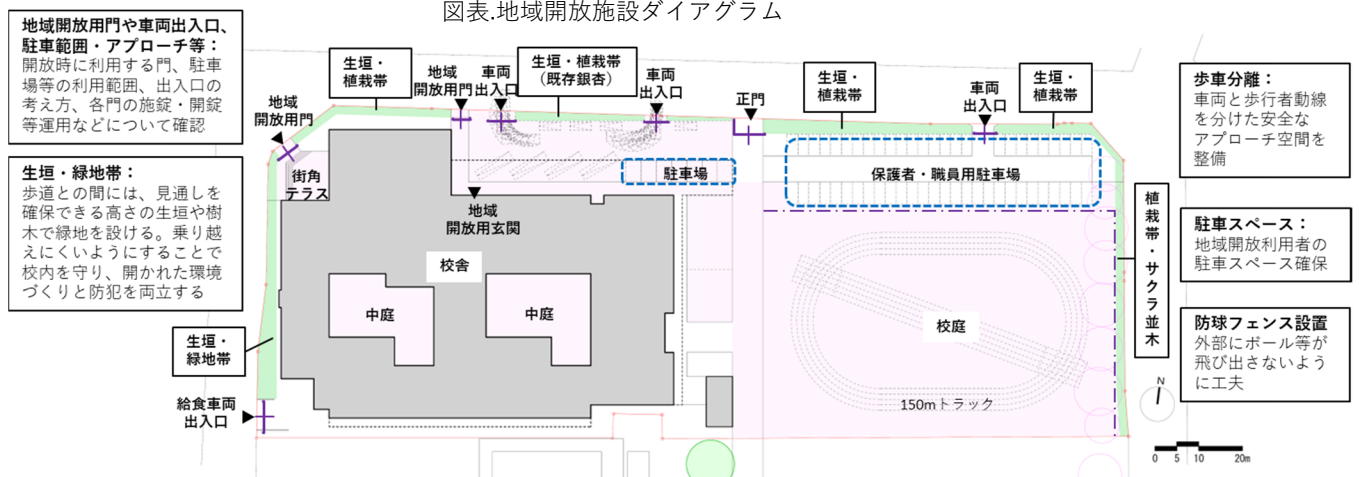 図表.地域開放施設ダイアグラム
地域開放用門や車両出入口、
駐車範囲・アプローチ等：
開放時に利用する門、駐車
場等の利用範囲、出入口の
考え方、各門の施錠・開錠
等運用などについて確認
生垣・緑地帯：
歩道との間には、見通しを
確保できる高さの生垣や樹
木で緑地を設ける。乗り越
えにくいようにすることで
校内を守り、開かれた環境
づくりと防犯を両立する
生垣・
植栽帯
地域
開放用門
車両
出入口
生垣・植栽帯
（既存銀杏）
車両
出入口
正門
生垣・
植栽帯
車両
出入口
生垣・
植栽帯
地域
開放用門
街角
テラス
駐車場
保護者・職員用駐車場
地域
開放用玄関
校舎
中庭
中庭
校庭
150mトラック
生垣・
緑地帯
給食車両
出入口
植栽帯・サクラ並木
歩車分離：
車両と歩行者動線
を分けた安全な
アプローチ空間を
整備
駐車スペース：
地域開放利用者の
駐車スペース確保
防球フェンス設置
外部にボール等が
飛び出さないよう
に工夫
N
0 5 10 20m